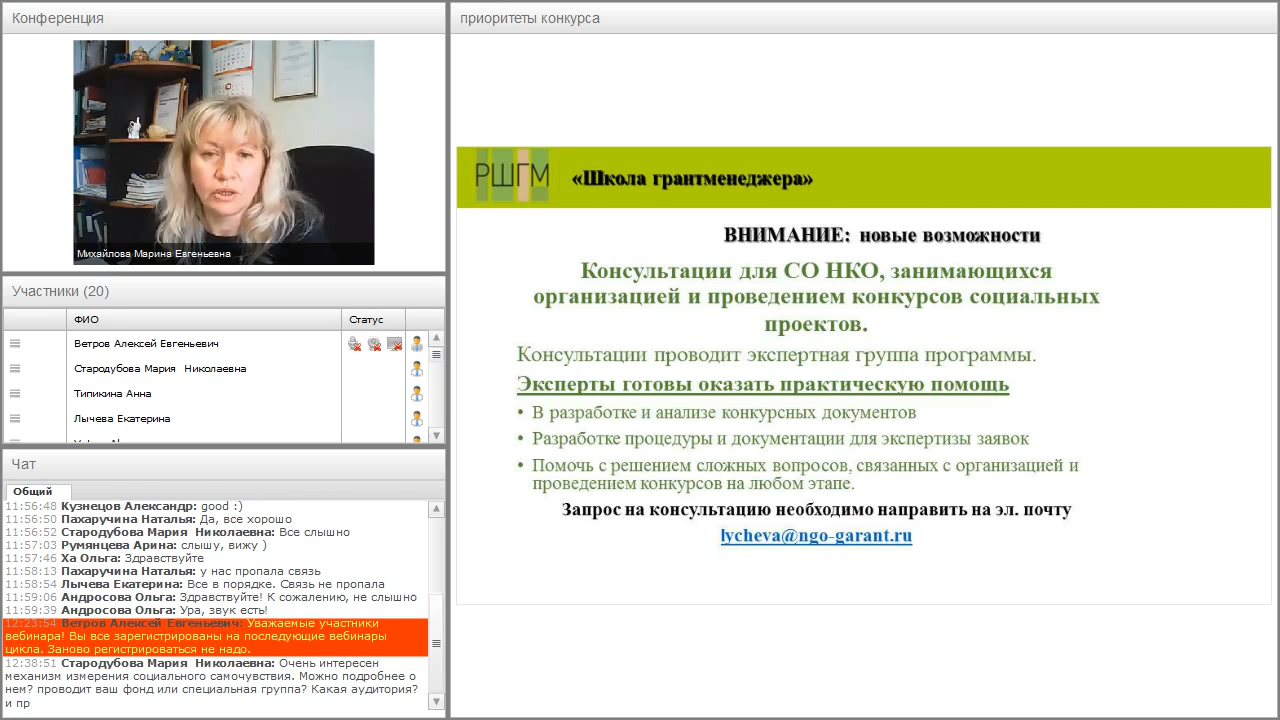 Конференция
Михайлова Марина Евгеньевна
Участники (20)
ФИО
Статус
Ветров Алексей Евгеньевич
Стародубова Мария Николаевна
Типикина Анна
Лычева Екатерина
Чат
Общий
11:56:48 Кузнецов Александр: good :)
11:56:50 Пахаручина Наталья: Да, все хорошо
11:56:52 Стародубова Мария Николаевна: Все слышно
11:57:03 Румянцева Арина: слышу, вижу )
11:57:46 Ха Ольга: Здравствуйте
11:58:13 Пахаручина Наталья: у нас пропала связь
11:58:54 Лычева Екатерина: Все в порядке. Связь не пропала
11:59:06 Андросова Ольга: Здравствуйте! К сожалению, не слышно
11:59:39 Андросова Ольга: Ура, звук есть!
12:23:54 Ветров Алексей Евгеньевич: Уважаемые участники
вебинара! Вы все зарегистрированы на последующие вебинары
цикла. Заново регистрироваться не надо.
12:38:51 Стародубова Мария Николаевна: Очень интересен
механизм измерения социального самочувствия. Можно подробнее о
нем? проводит ваш фонд или специальная группа? Какая аудитория?
и пр
приоритеты конкурса
РШГМ
«Школа грантменеджера»
ВНИМАНИЕ: новые возможности
Консультации для СО НКО, занимающихся
организацией и проведением конкурсов социальных
проектов.
Консультации проводит экспертная группа программы.
Эксперты готовы оказать практическую помощь
• В разработке и анализе конкурсных документов
• Разработке процедуры и документации для экспертизы заявок
• Помочь с решением сложных вопросов, связанных с организацией и
проведением конкурсов на любом этапе.
Запрос на консультацию необходимо направить на эл. почту
lycheva@ngo-garant.ru